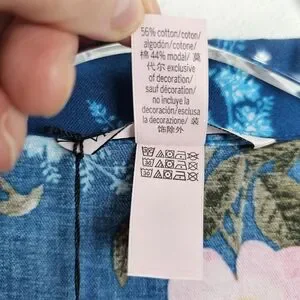 56% cotton/coton/
algodón/cotone/
棉 44% modal/ 莫
代尔 exclusive
of decoration/
sauf décoration/
no incluye la
decoración/esclusa
la decorazione/ 装
饰除外